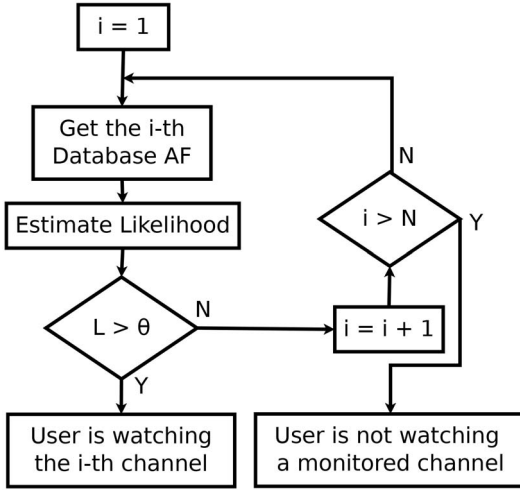 i = 1
Get the i-th
Database AF
Estimate Likelihood
L > θ
N
Y
i = i + 1
i > N
N
Y
User is watching
the i-th channel
User is not watching
a monitored channel